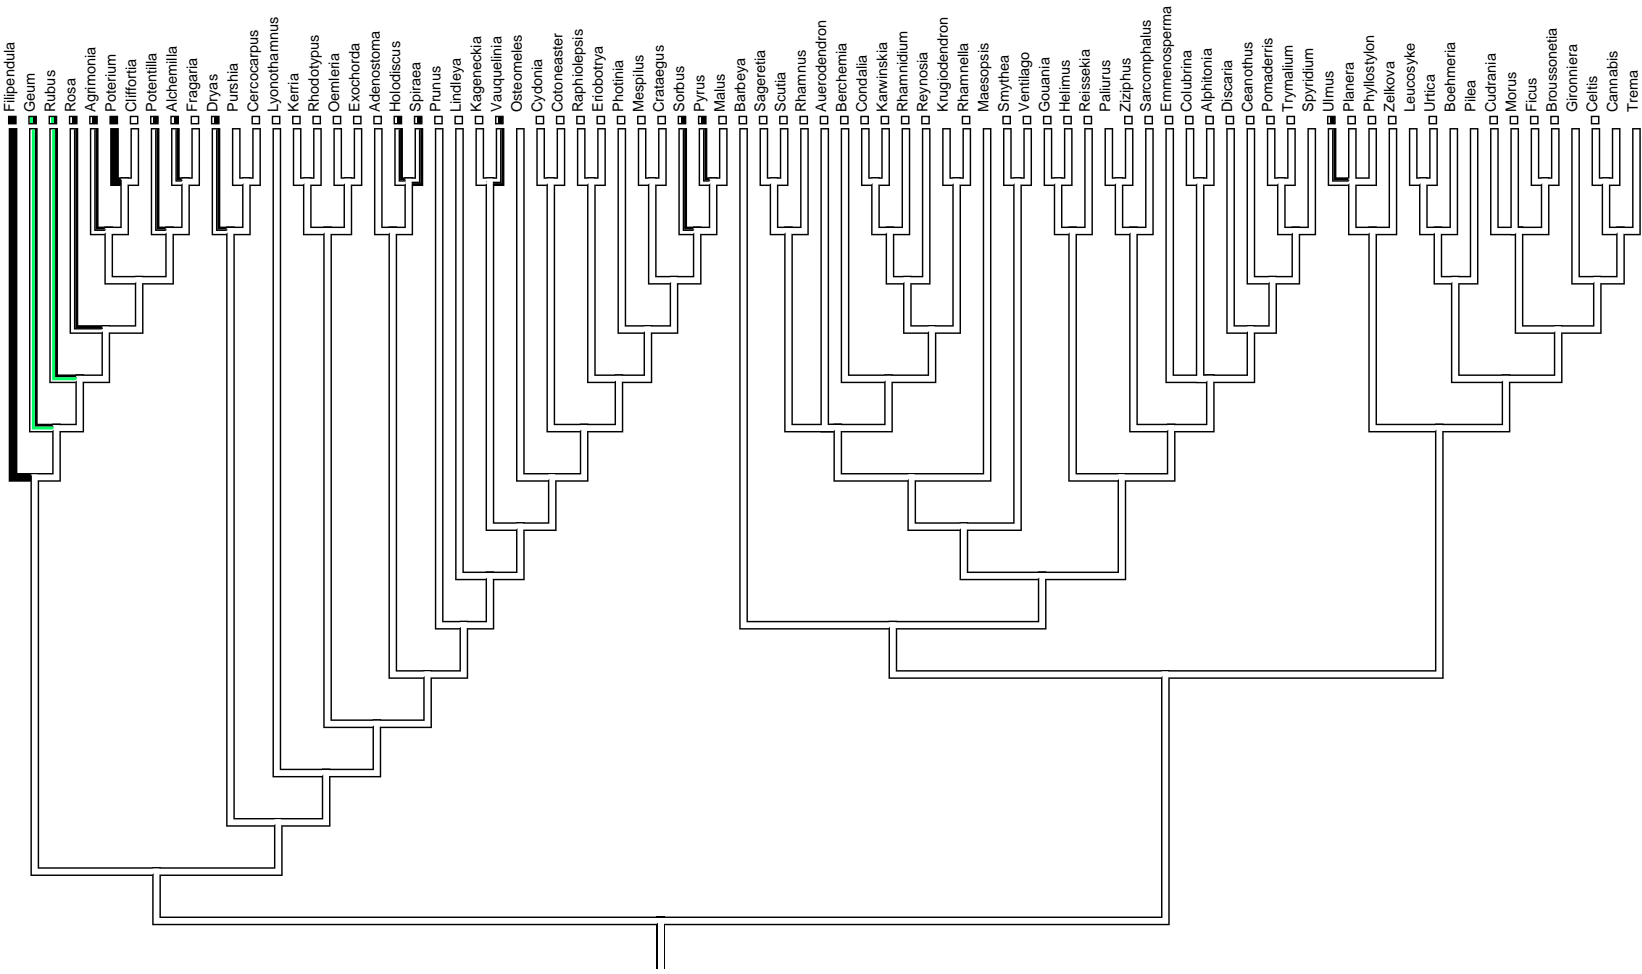 Filipendula
Geum
Rubus
Rosa
Agrimonia
Poterium
Cliffortia
Potentilla
Alchemilla
Fragaria
Dryas
Purshia
Cercocarpus
Lyonothamnus
Kerria
Rhodotypus
Oemleria
Exochorda
Adenostoma
Holodiscus
Spiraea
Prunus
Lindleya
Kageneckia
Vauquelinia
Osteomeles
Cydonia
Cotoneaster
Raphiolepsis
Eriobotrya
Photinia
Mespilus
Crataegus
Sorbus
Pyrus
Malus
Barbeya
Sageretia
Scutia
Rhamnus
Auerodendron
Berchemia
Condalia
Karwinskia
Rhamnidium
Reynosia
Krugiodendron
Rhamnella
Maesopsis
Smythea
Ventilago
Gouania
Helimus
Reissekia
Paliurus
Ziziphus
Sarcomphalus
Emmenosperma
Colubrina
Alphitonia
Discaria
Ceanothus
Pomaderris
Trymalium
Spyridium
Ulmus
Planera
Phyllostylon
Zelkova
Leucosyke
Urtica
Boehmeria
Pilea
Cudrania
Morus
Ficus
Broussonetia
Gironniera
Celtis
Cannabis
Trema